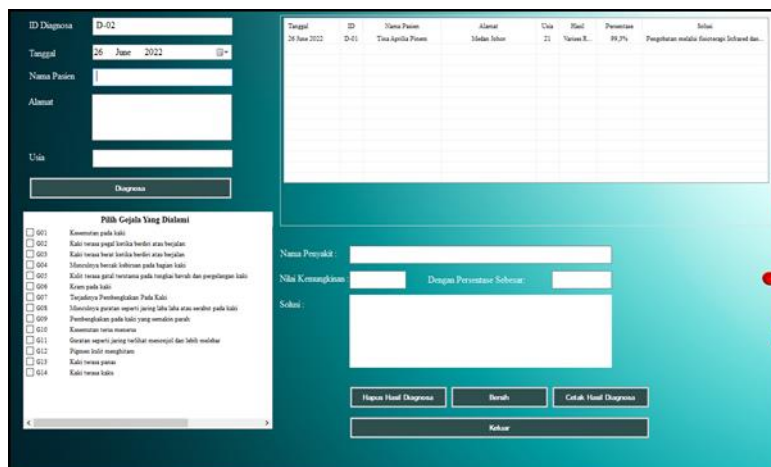 ID Diagnosa D-02
Tanggal 26 June 2022
Nama Pasien
Alamat
Usia
Diagnosa
Tanggal ID Nama Pasien Alamat Usia Hasil Persentase Solusi
26 June 2022 D-01 Tina Aprilia Pinem Medan Johor 21 Varises K... 99,3% Pengobatan melalui fisioterapi Infrared dan...
Pilih Gejala Yang Dialami
G01 Kesemutan pada kaki
G02 Kaki terasa pegal ketika berdiri atau berjalan
G03 Kaki terasa berat ketika berdiri atau berjalan
G04 Munculnya bercak kebiruan pada bagian kaki
G05 Kulit terasa gatal terutama pada tungkai bawah dan pergelangan kaki
G06 Kram pada kaki
G07 Terjadinya Pembengkakan Pada Kaki
G08 Munculnya guratan seperti jaring laba laba atau serabut pada kaki
G09 Pembengkakan pada kaki yang semakin parah
G10 Kesemutan terus menerus
G11 Guratan seperti jaring terlihat menonjol dan lebih melebar
G12 Pigmen kulit menghitam
G13 Kaki terasa panas
G14 Kaki terasa kaku
Nama Penyakit :
Nilai Kemungkinan : Dengan Persentase Sebesar:
Solusi :
Hapus Hasil Diagnosa Bersih Cetak Hasil Diagnosa
Keluar